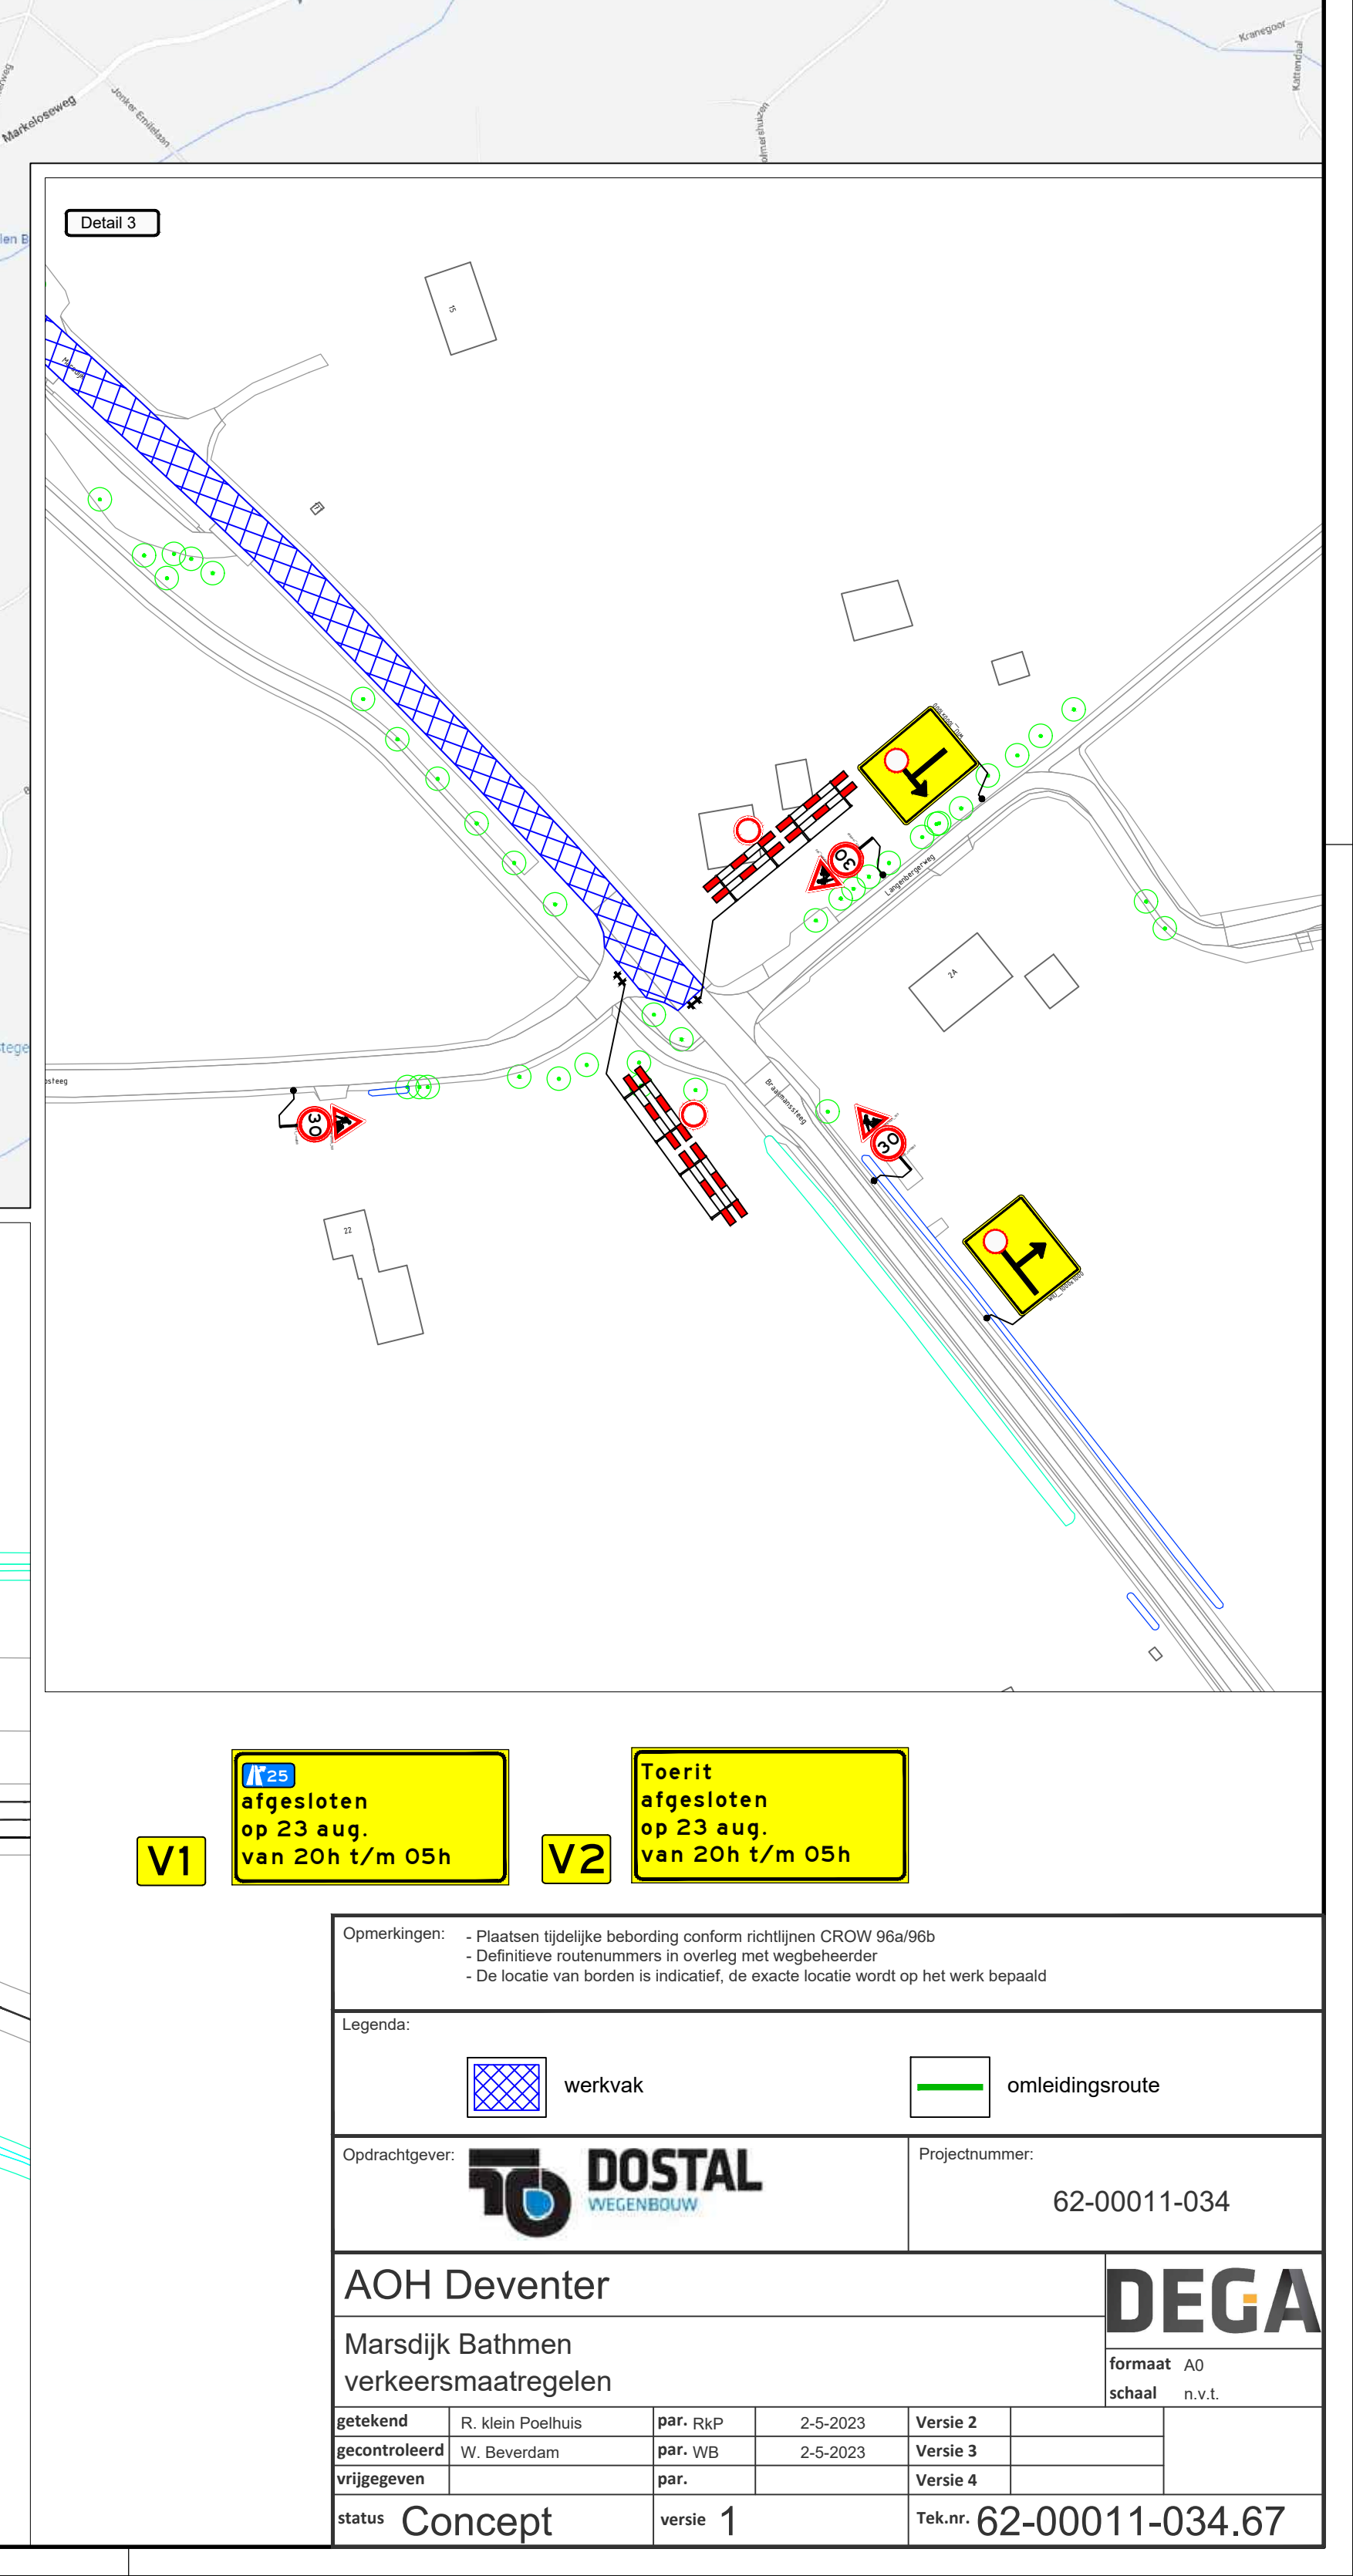 Kranegoor
Kattendaal
Markeloseweg
Jonker Emilelaan
olmershuizen
len B
Detail 3
15
Langenbergerweg
30
2A
tege
psteeg
30
Braakmanssteeg
30
22
25
afgesloten
op 23 aug.
van 20h t/m 05h
V1
Toerit
afgesloten
op 23 aug.
van 20h t/m 05h
V2
Opmerkingen:
- Plaatsen tijdelijke bebording conform richtlijnen CROW 96a/96b
- Definitieve routenummers in overleg met wegbeheerder
- De locatie van borden is indicatief, de exacte locatie wordt op het werk bepaald
Legenda:
werkvak
omleidingsroute
Opdrachtgever:
DOSTAL
WEGENBOUW
Projectnummer:
62-00011-034
AOH Deventer
DEGA
Marsdijk Bathmen
verkeersmaatregelen
formaat A0
schaal n.v.t.
getekend R. klein Poelhuis par. RkP 2-5-2023 Versie 2
gecontroleerd W. Beverdam par. WB 2-5-2023 Versie 3
vrijgegeven par. Versie 4
status Concept versie 1 Tek.nr. 62-00011-034.67